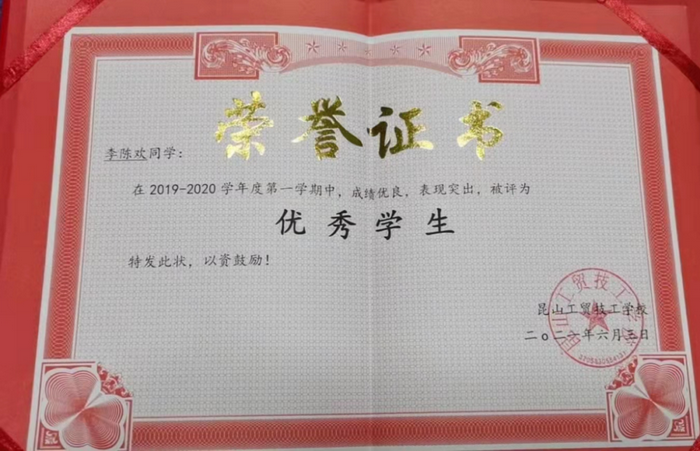 荣誉证书
李陈欢同学：
在2019-2020学年度第一学期中，成绩优良，表现突出，被评为
优秀学生
特发此状，以资鼓励！
昆山工贸技工学校
二〇二一年六月三日